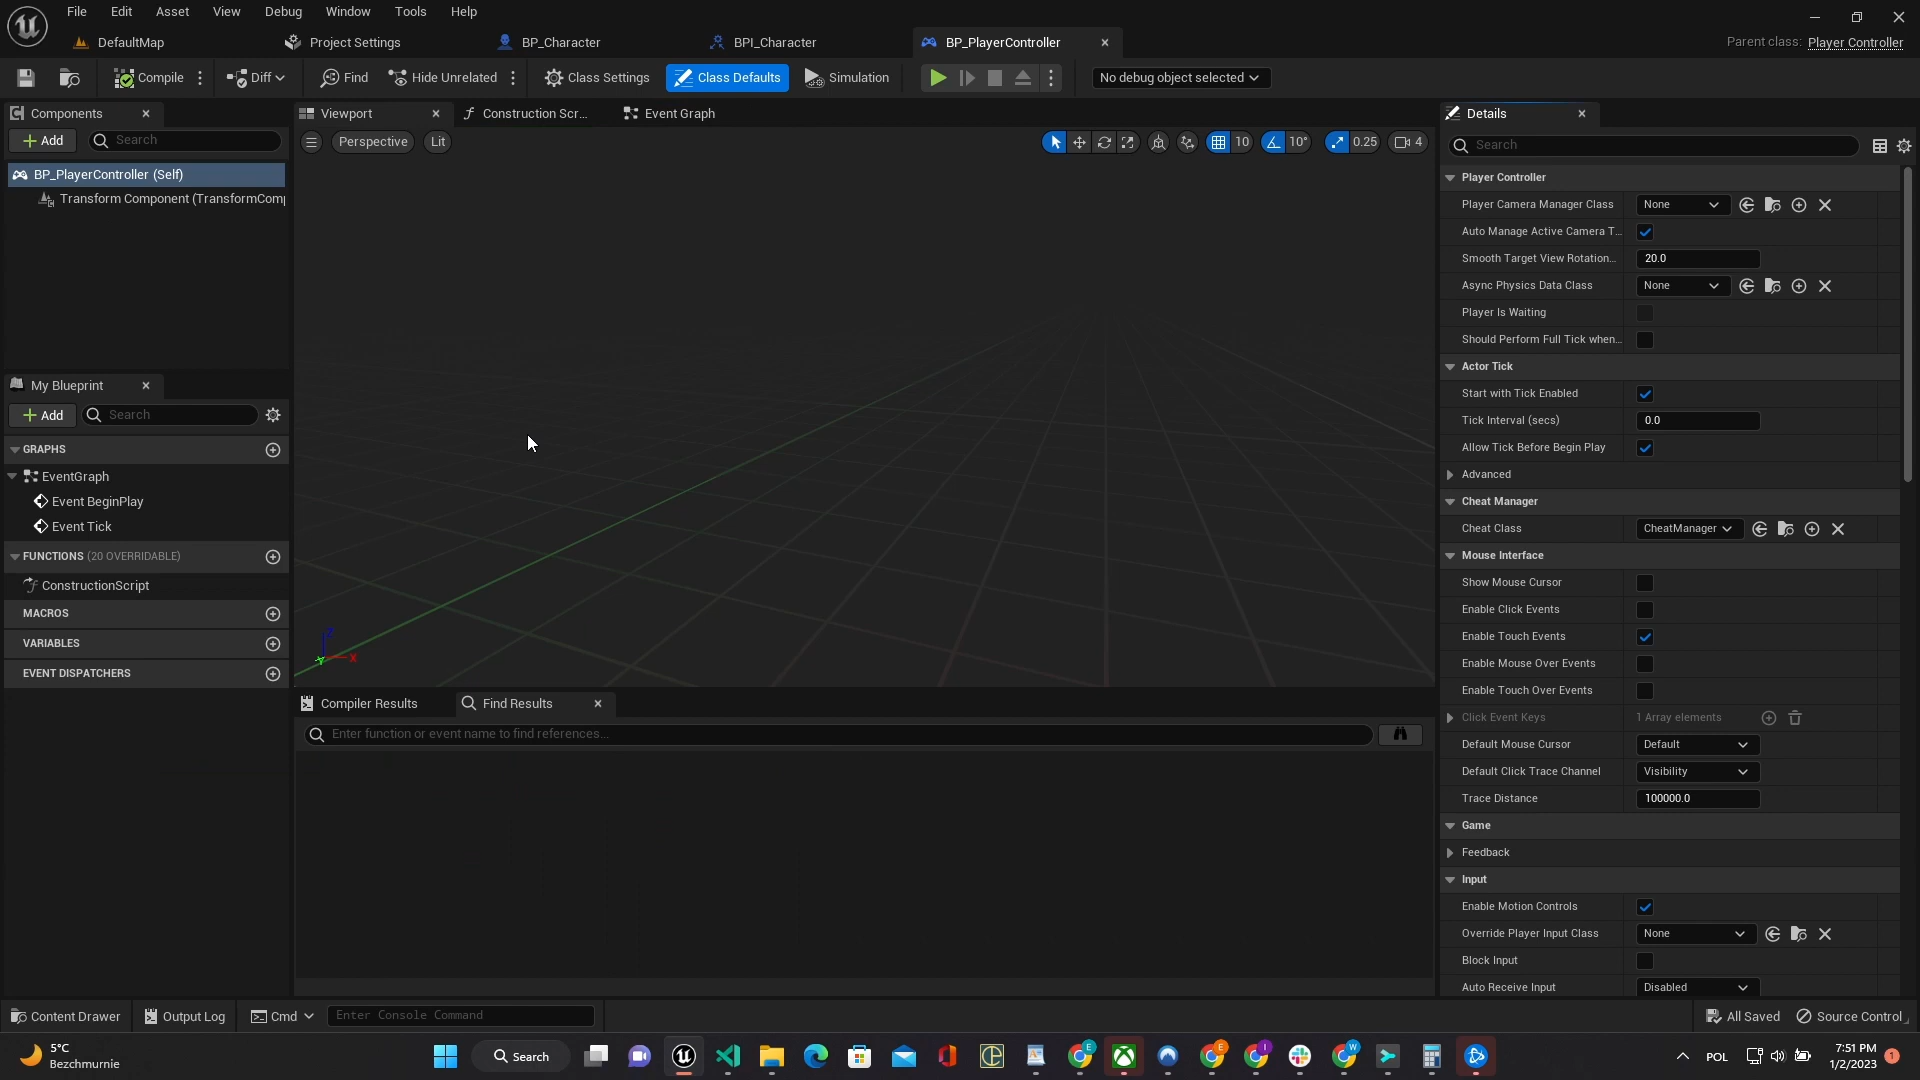 File Edit Asset View Debug Window Tools Help
DefaultMap Project Settings BP_Character BPI_Character BP_PlayerController
Parent class: Player Controller
Compile Diff Find Hide Unrelated Class Settings Class Defaults Simulation No debug object selected
Components
Add Search
BP_PlayerController (Self)
Transform Component (TransformComp
My Blueprint
Add Search
GRAPHS
EventGraph
Event BeginPlay
Event Tick
FUNCTIONS (20 OVERRIDABLE)
ConstructionScript
MACROS
VARIABLES
EVENT DISPATCHERS
Viewport Construction Scr... Event Graph
Perspective Lit 10 10° 0.25 4
Z
Y X
Compiler Results Find Results
Enter function or event name to find references...
Details
Search
Player Controller
Player Camera Manager Class None
Auto Manage Active Camera T...
Smooth Target View Rotation... 20.0
Async Physics Data Class None
Player Is Waiting
Should Perform Full Tick when...
Actor Tick
Start with Tick Enabled
Tick Interval (secs) 0.0
Allow Tick Before Begin Play
Advanced
Cheat Manager
Cheat Class CheatManager
Mouse Interface
Show Mouse Cursor
Enable Click Events
Enable Touch Events
Enable Mouse Over Events
Enable Touch Over Events
Click Event Keys 1 Array elements
Default Mouse Cursor Default
Default Click Trace Channel Visibility
Trace Distance 100000.0
Game
Feedback
Input
Enable Motion Controls
Override Player Input Class None
Block Input
Auto Receive Input Disabled
Content Drawer Output Log Cmd Enter Console Command All Saved Source Control
5°C
Bezchmurnie
Search
E E I W
POL
7:51 PM
1/2/2023
1